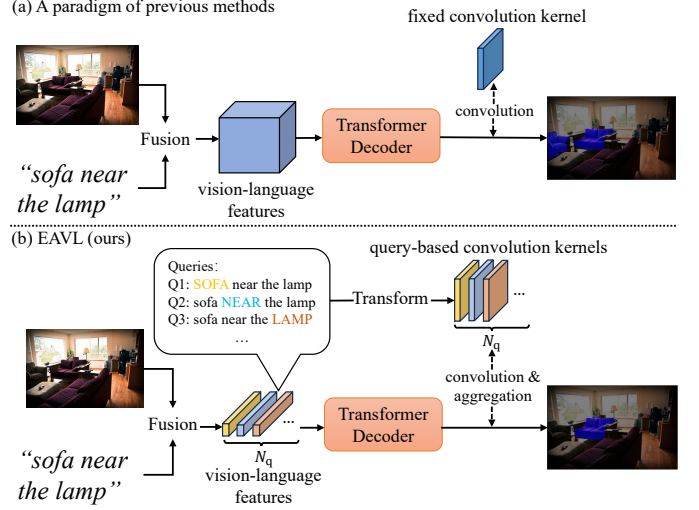 (a) A paradigm of previous methods
fixed convolution kernel
convolution
Fusion
Transformer
Decoder
“sofa near
the lamp”
vision-language
features
(b) EAVL (ours)
query-based convolution kernels
Queries:
Q1: SOFA near the lamp
Q2: sofa NEAR the lamp
Q3: sofa near the LAMP
...
Transform
...
Nq
convolution &
aggregation
Fusion
...
Transformer
Decoder
Nq
“sofa near
the lamp”
vision-language
features